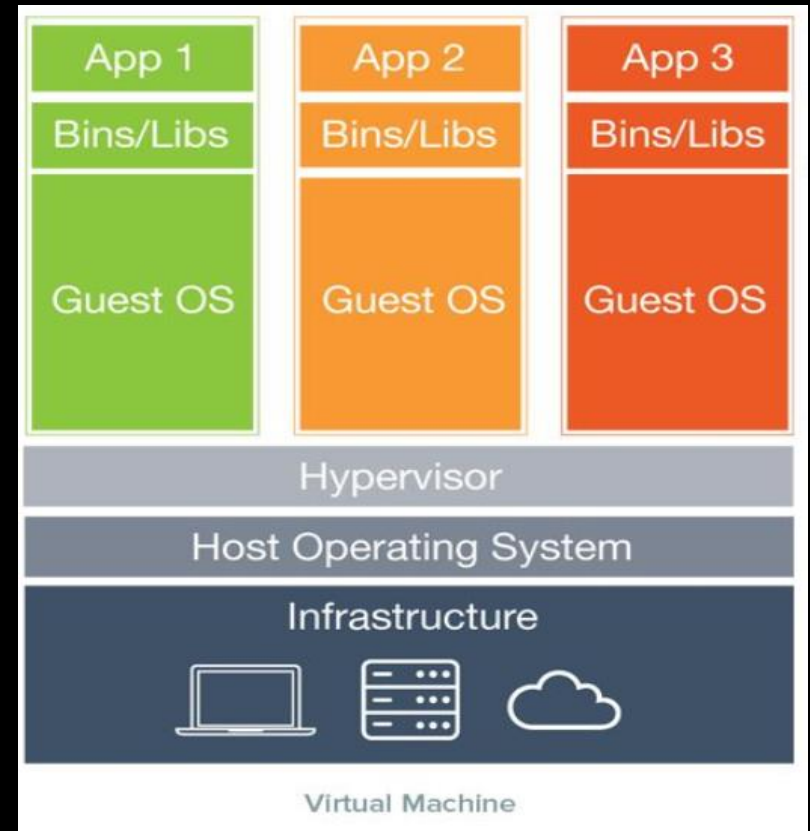 App 1
App 2
App 3
Bins/Libs
Bins/Libs
Bins/Libs
Guest OS
Guest OS
Guest OS
Hypervisor
Host Operating System
Infrastructure
Virtual Machine